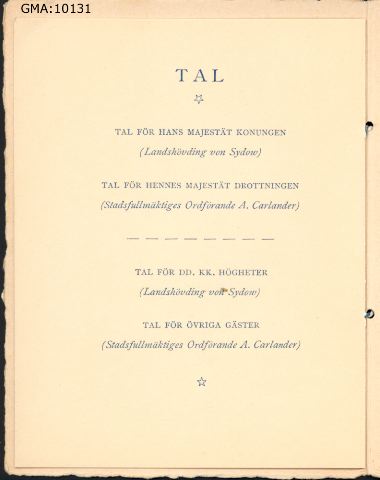 GMA:10131
TAL
TAL FÖR HANS MAJESTÄT KONUNGEN
(Landshövding von Sydow)
TAL FÖR HENNES MAJESTÄT DROTTNINGEN
(Stadsfullmäktiges Ordförande A. Carlander)
TAL FÖR DD. KK. HÖGHETER
(Landshövding von Sydow)
TAL FÖR ÖVRIGA GÄSTER
(Stadsfullmäktiges Ordförande A. Carlander)